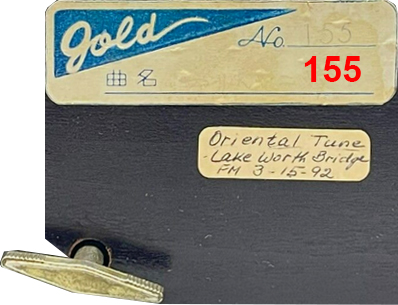 Gold No. 155
155
曲名
Oriental Tune
Lake Worth Bridge
FM 3-15-92